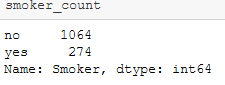 smoker_count
no 1064
yes 274
Name: Smoker, dtype: int64